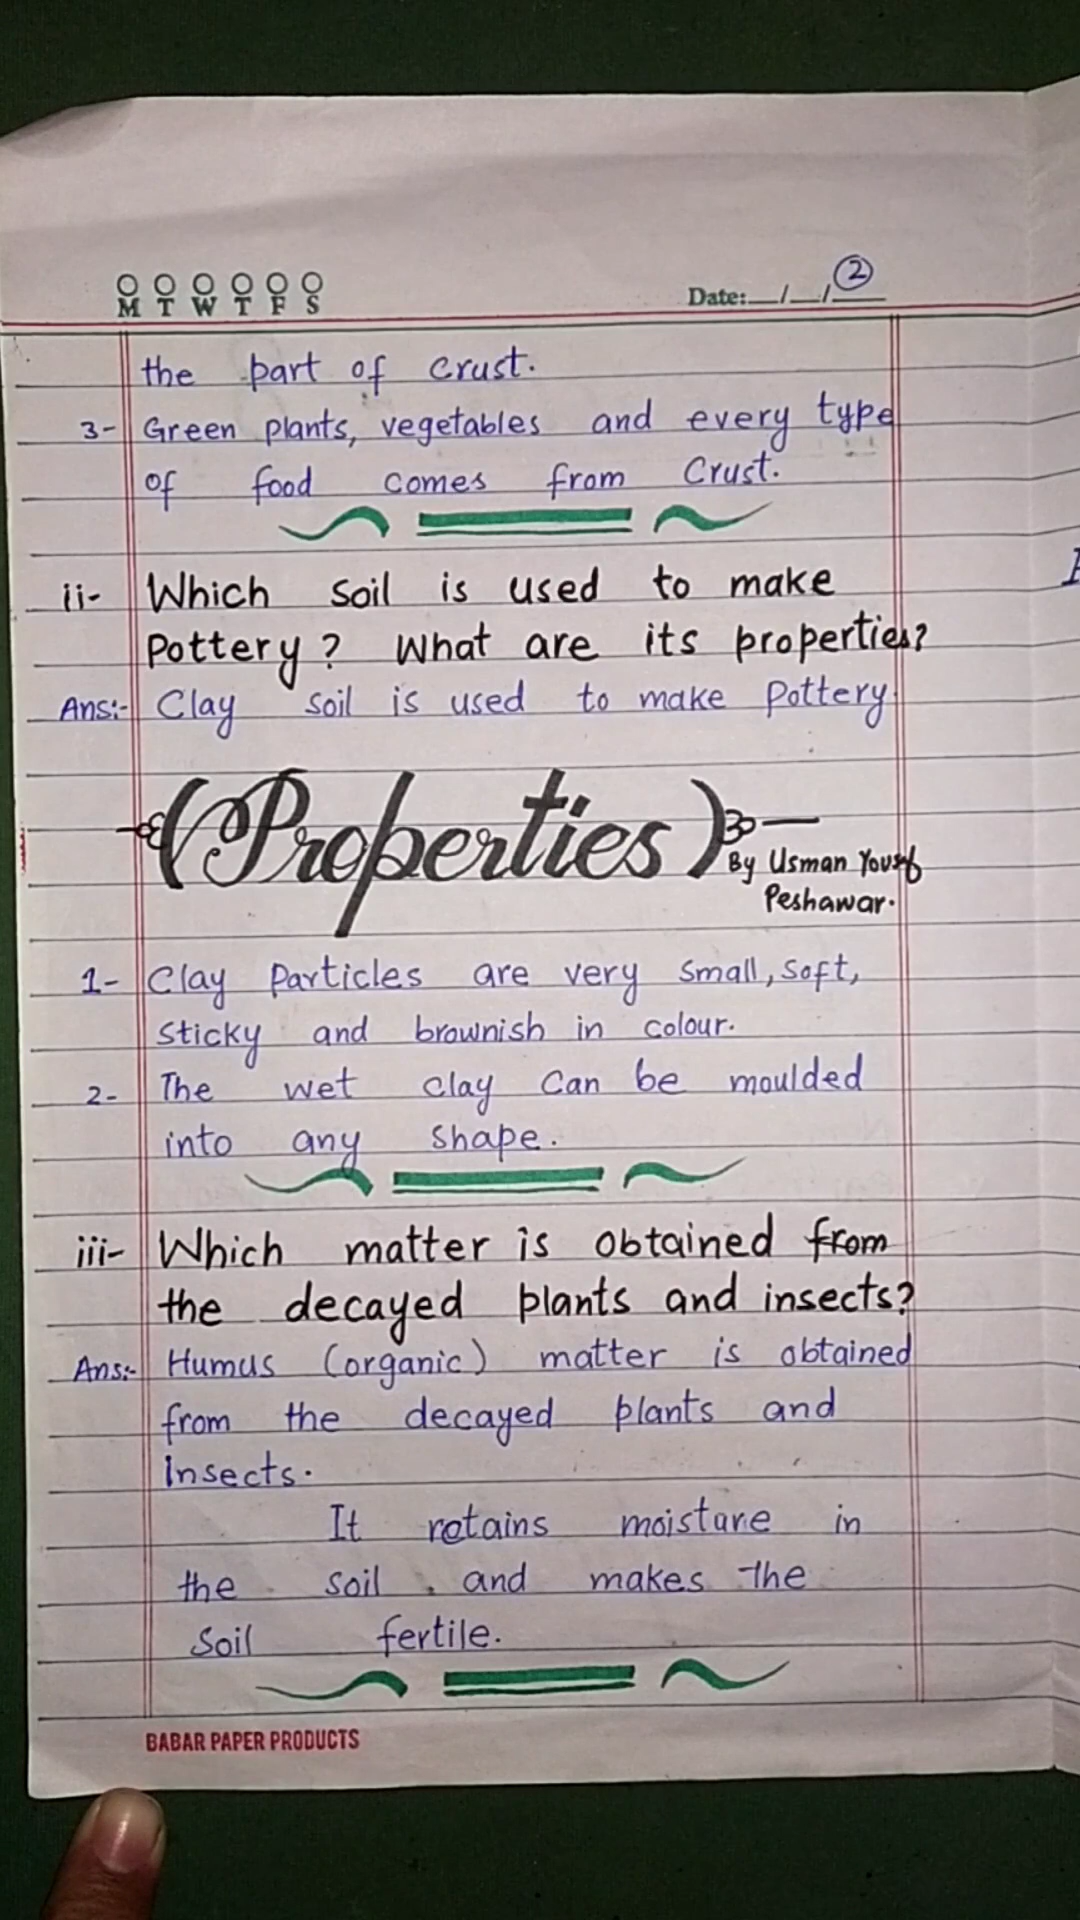 M T W T F S
Date:__/__/__ 2
the part of crust.
3- Green plants, vegetables and every type
of food comes from Crust.
ii- Which soil is used to make
Pottery? What are its properties?
Ans:- Clay soil is used to make Pottery.
(Properties)
By Usman Yousuf
Peshawar.
1- Clay Particles are very small, soft,
sticky and brownish in colour.
2- The wet clay can be moulded
into any shape.
iii- Which matter is obtained from
the decayed plants and insects?
Ans:- Humus (organic) matter is obtained
from the decayed plants and
insects.
It retains moisture in
the soil and makes the
soil fertile.
BABAR PAPER PRODUCTS